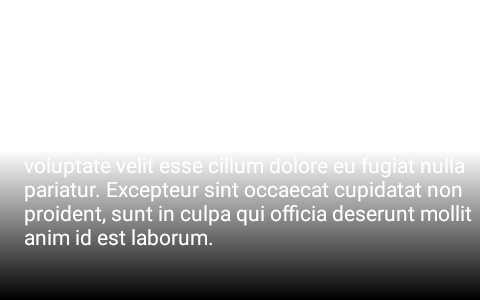 voluptate velit esse cillum dolore eu fugiat nulla
pariatur. Excepteur sint occaecat cupidatat non
proident, sunt in culpa qui officia deserunt mollit
anim id est laborum.